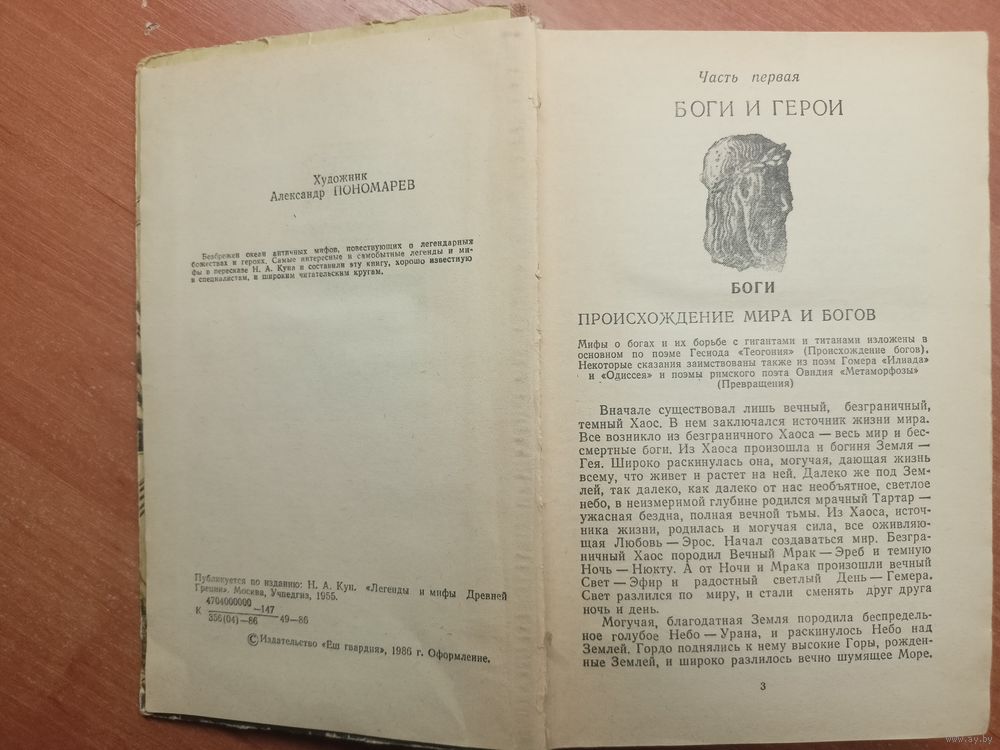 Художник
Александр ПОНОМАРЕВ
Безбрежен океан античных мифов, повествующих о легендарных
божествах и героях. Самые интересные и самобытные легенды и ми-
фы в пересказе Н. А. Куна и составили эту книгу, хорошо известную
и специалистам, и широким читательским кругам.
Публикуется по изданию: Н. А. Кун. «Легенды и мифы Древней
Греции». Москва, Учпедгиз, 1955.
К 4704000000—147
356(04)—86 49—86
© Издательство «Ёш гвардия», 1986 г. Оформление.
Часть первая
БОГИ И ГЕРОИ
БОГИ
ПРОИСХОЖДЕНИЕ МИРА И БОГОВ
Мифы о богах и их борьбе с гигантами и титанами изложены в
основном по поэме Гесиода «Теогония» (Происхождение богов).
Некоторые сказания заимствованы также из поэм Гомера «Илиада»
и «Одиссея» и поэмы римского поэта Овидия «Метаморфозы»
(Превращения)
Вначале существовал лишь вечный, безграничный,
темный Хаос. В нем заключался источник жизни мира.
Все возникло из безграничного Хаоса — весь мир и бес-
смертные боги. Из Хаоса произошла и богиня Земля —
Гея. Широко раскинулась она, могучая, дающая жизнь
всему, что живет и растет на ней. Далеко же под Зем-
лей, так далеко, как далеко от нас необъятное, светлое
небо, в неизмеримой глубине родился мрачный Тартар —
ужасная бездна, полная вечной тьмы. Из Хаоса, источ-
ника жизни, родилась и могучая сила, все оживляю-
щая Любовь — Эрос. Начал создаваться мир. Безгра-
ничный Хаос породил Вечный Мрак — Эреб и темную
Ночь — Нюкту. А от Ночи и Мрака произошли вечный
Свет — Эфир и радостный светлый День — Гемера.
Свет разлился по миру, и стали сменять друг друга
ночь и день.
Могучая, благодатная Земля породила беспредель-
ное голубое Небо — Урана, и раскинулось Небо над
Землей. Гордо поднялись к нему высокие Горы, рожден-
ные Землей, и широко разлилось вечно шумящее Море.
3
www.ay.by